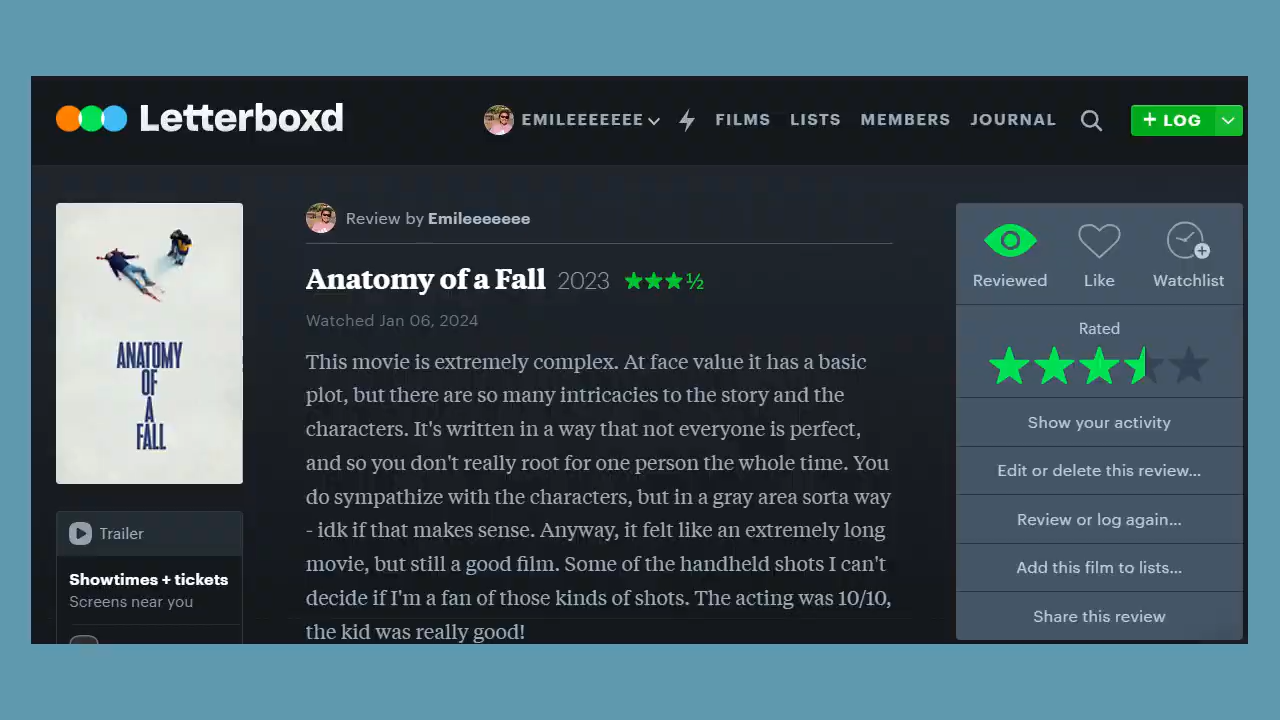 Letterboxd
EMILEEEEEEE
FILMS
LISTS
MEMBERS
JOURNAL
+ LOG
Review by Emileeeeeee
Anatomy of a Fall 2023 ★★★½
Watched Jan 06, 2024
This movie is extremely complex. At face value it has a basic
plot, but there are so many intricacies to the story and the
characters. It's written in a way that not everyone is perfect,
and so you don't really root for one person the whole time. You
do sympathize with the characters, but in a gray area sorta way
- idk if that makes sense. Anyway, it felt like an extremely long
movie, but still a good film. Some of the handheld shots I can't
decide if I'm a fan of those kinds of shots. The acting was 10/10,
the kid was really good!
ANATOMY
OF
A
FALL
Trailer
Showtimes + tickets
Screens near you
Reviewed
Like
Watchlist
Rated
Show your activity
Edit or delete this review...
Review or log again...
Add this film to lists...
Share this review